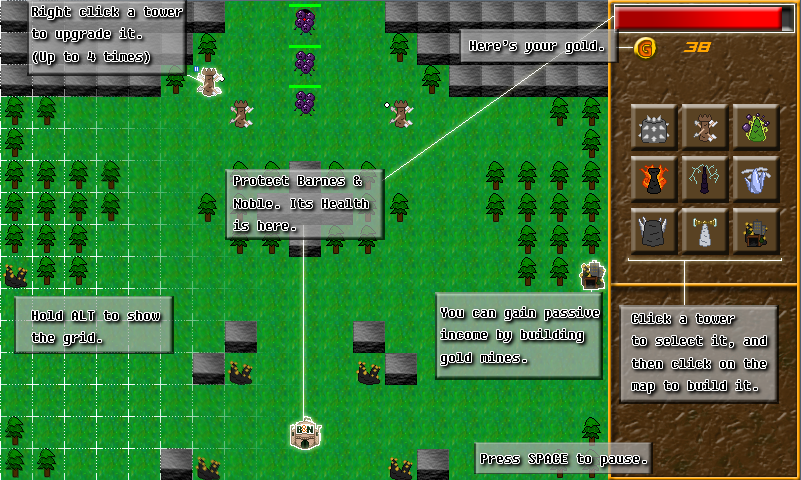 Right click a tower
to upgrade it.
(Up to 4 times)
Here's your gold.
G 38
Protect Barnes &
Noble. Its Health
is here.
Hold ALT to show
the grid.
You can gain passive
income by building
gold mines.
Click a tower
to select it, and
then click on the
map to build it.
B&N
Press SPACE to pause.